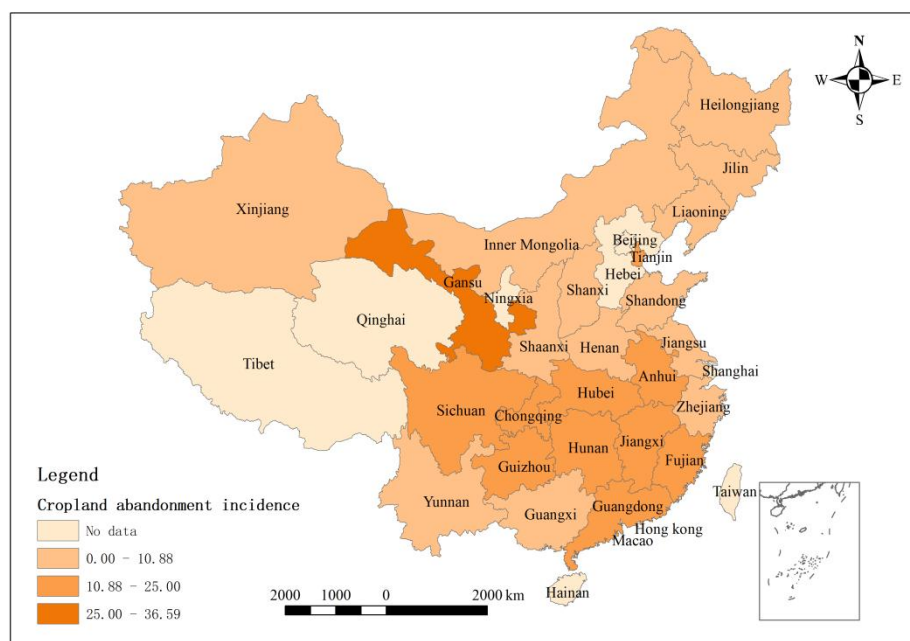 N
W
E
S
Heilongjiang
Jilin
Liaoning
Xinjiang
Inner Mongolia
Beijing
Tianjin
Hebei
Gansu
Ningxia
Shanxi
Shandong
Qinghai
Shaanxi
Henan
Jiangsu
Tibet
Shanghai
Anhui
Hubei
Zhejiang
Sichuan
Chongqing
Hunan
Jiangxi
Guizhou
Fujian
Yunnan
Guangxi
Guangdong
Taiwan
Hong kong
Macao
Hainan
Legend
Cropland abandonment incidence
No data
0.00 - 10.88
10.88 - 25.00
25.00 - 36.59
2000 0 2000 km